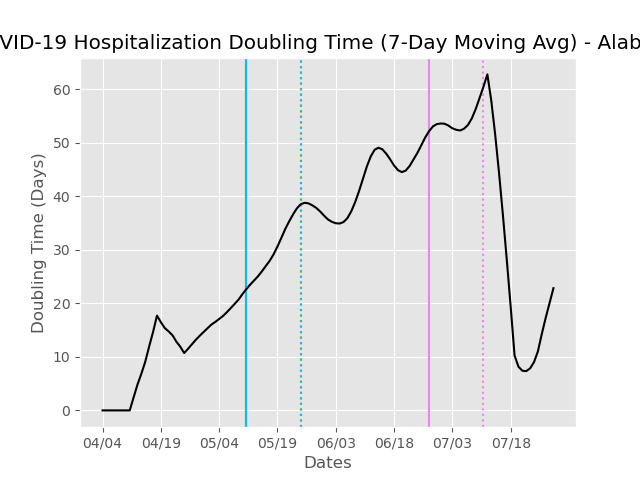 VID-19 Hospitalization Doubling Time (7-Day Moving Avg) - Alab
60
50
40
30
20
10
0
Doubling Time (Days)
04/04 04/19 05/04 05/19 06/03 06/18 07/03 07/18
Dates